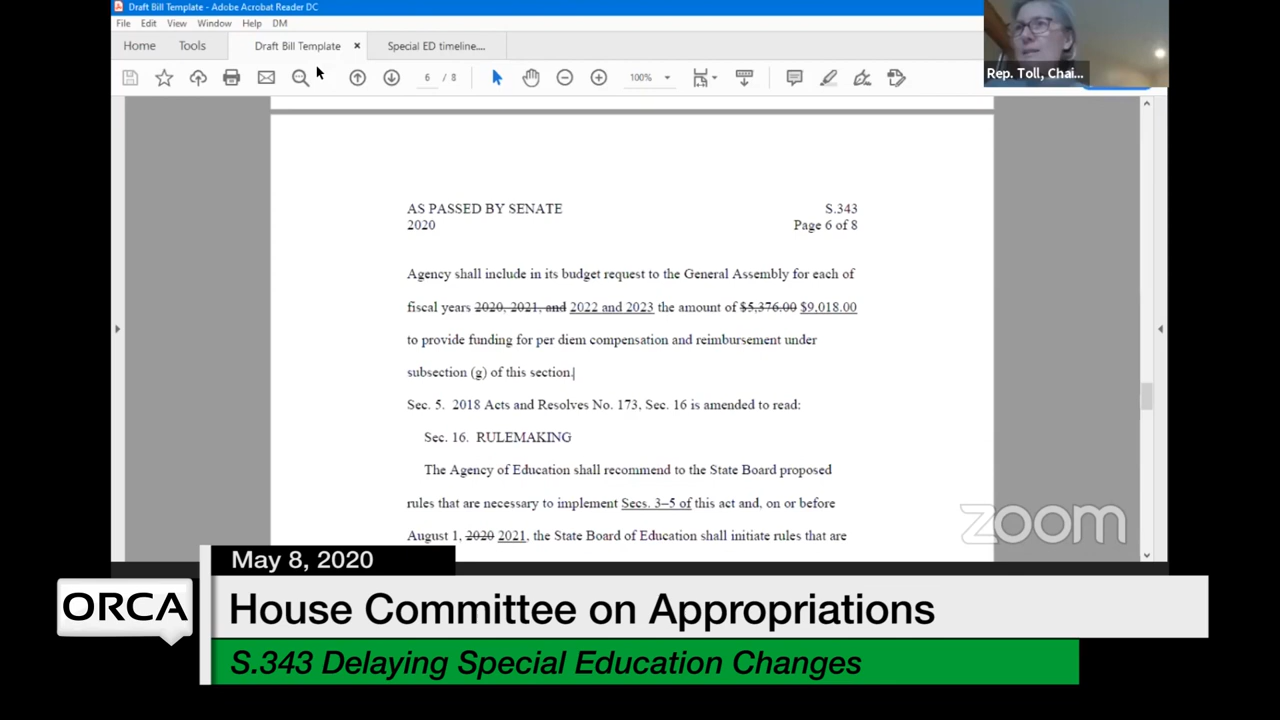 Draft Bill Template - Adobe Acrobat Reader DC
File Edit View Window Help DM
Home Tools Draft Bill Template × Special ED timeline....
6 / 8 100%
Rep. Toll, Chai...
AS PASSED BY SENATE S.343
2020 Page 6 of 8
Agency shall include in its budget request to the General Assembly for each of
fiscal years 2020, 2021, and 2022 and 2023 the amount of $5,376.00 $9,018.00
to provide funding for per diem compensation and reimbursement under
subsection (g) of this section.
Sec. 5. 2018 Acts and Resolves No. 173, Sec. 16 is amended to read:
Sec. 16. RULEMAKING
The Agency of Education shall recommend to the State Board proposed
rules that are necessary to implement Secs. 3–5 of this act and, on or before
August 1, 2020 2021, the State Board of Education shall initiate rules that are
zoom
May 8, 2020
ORCA
House Committee on Appropriations
S.343 Delaying Special Education Changes